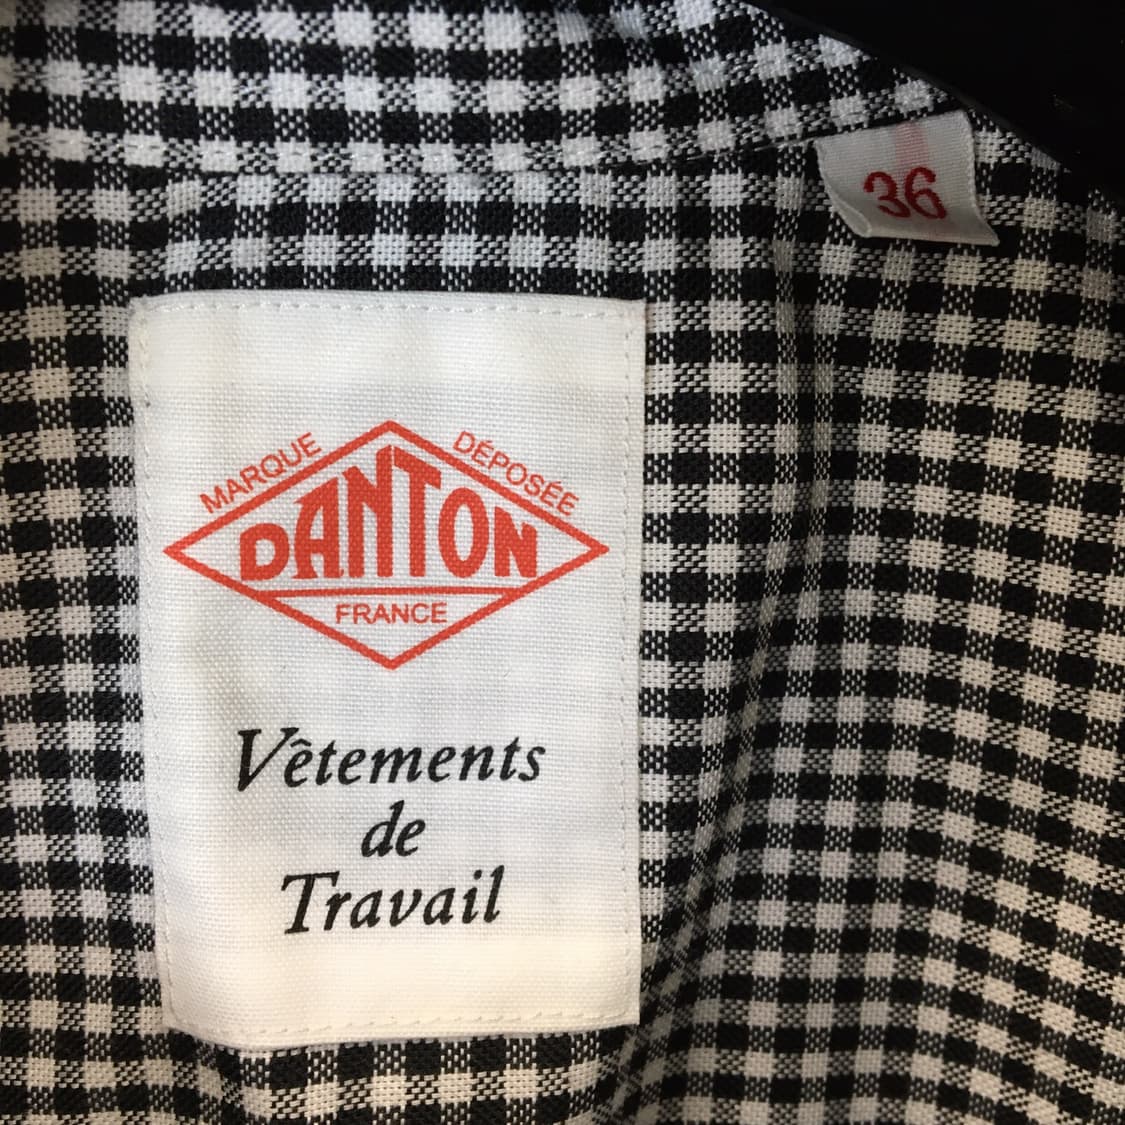 36
MARQUE DÉPOSÉE
DANTON
FRANCE
Vêtements
de
Travail